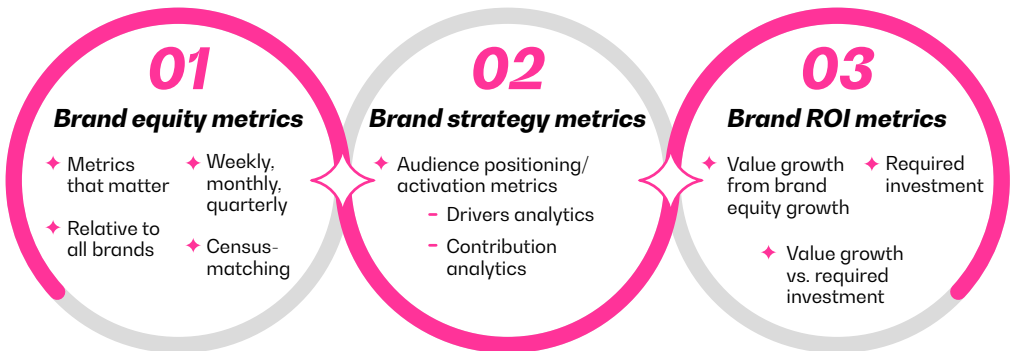 01
Brand equity metrics
Metrics
that matter
Relative to
all brands
Weekly,
monthly,
quarterly
Census-
matching
02
Brand strategy metrics
Audience positioning/
activation metrics
- Drivers analytics
- Contribution
analytics
03
Brand ROI metrics
Value growth
from brand
equity growth
Required
investment
Value growth
vs. required
investment